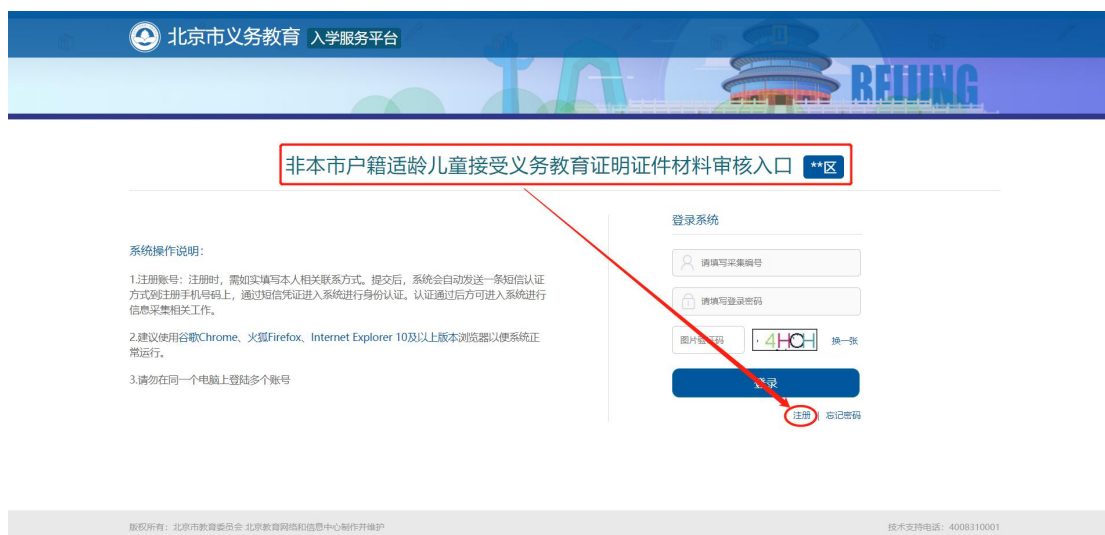 北京市义务教育 入学服务平台
BEIJING
非本市户籍适龄儿童接受义务教育证明证件材料审核入口 **区
登录系统
系统操作说明：
请填写采集编号
1.注册账号：注册时，需如实填写本人相关联系方式。提交后，系统会自动发送一条短信认证
方式到注册手机号码上，通过短信凭证进入系统进行身份认证。认证通过后方可进入系统进行
信息采集相关工作。
请填写登录密码
2.建议使用谷歌Chrome、火狐Firefox、Internet Explorer 10及以上版本浏览器以便系统正
常运行。
图片验证码 4HCH 换一张
3.请勿在同一个电脑上登陆多个账号
登录
注册 | 忘记密码
版权所有：北京市教育委员会 北京教育网络和信息中心制作并维护 技术支持电话：4008310001